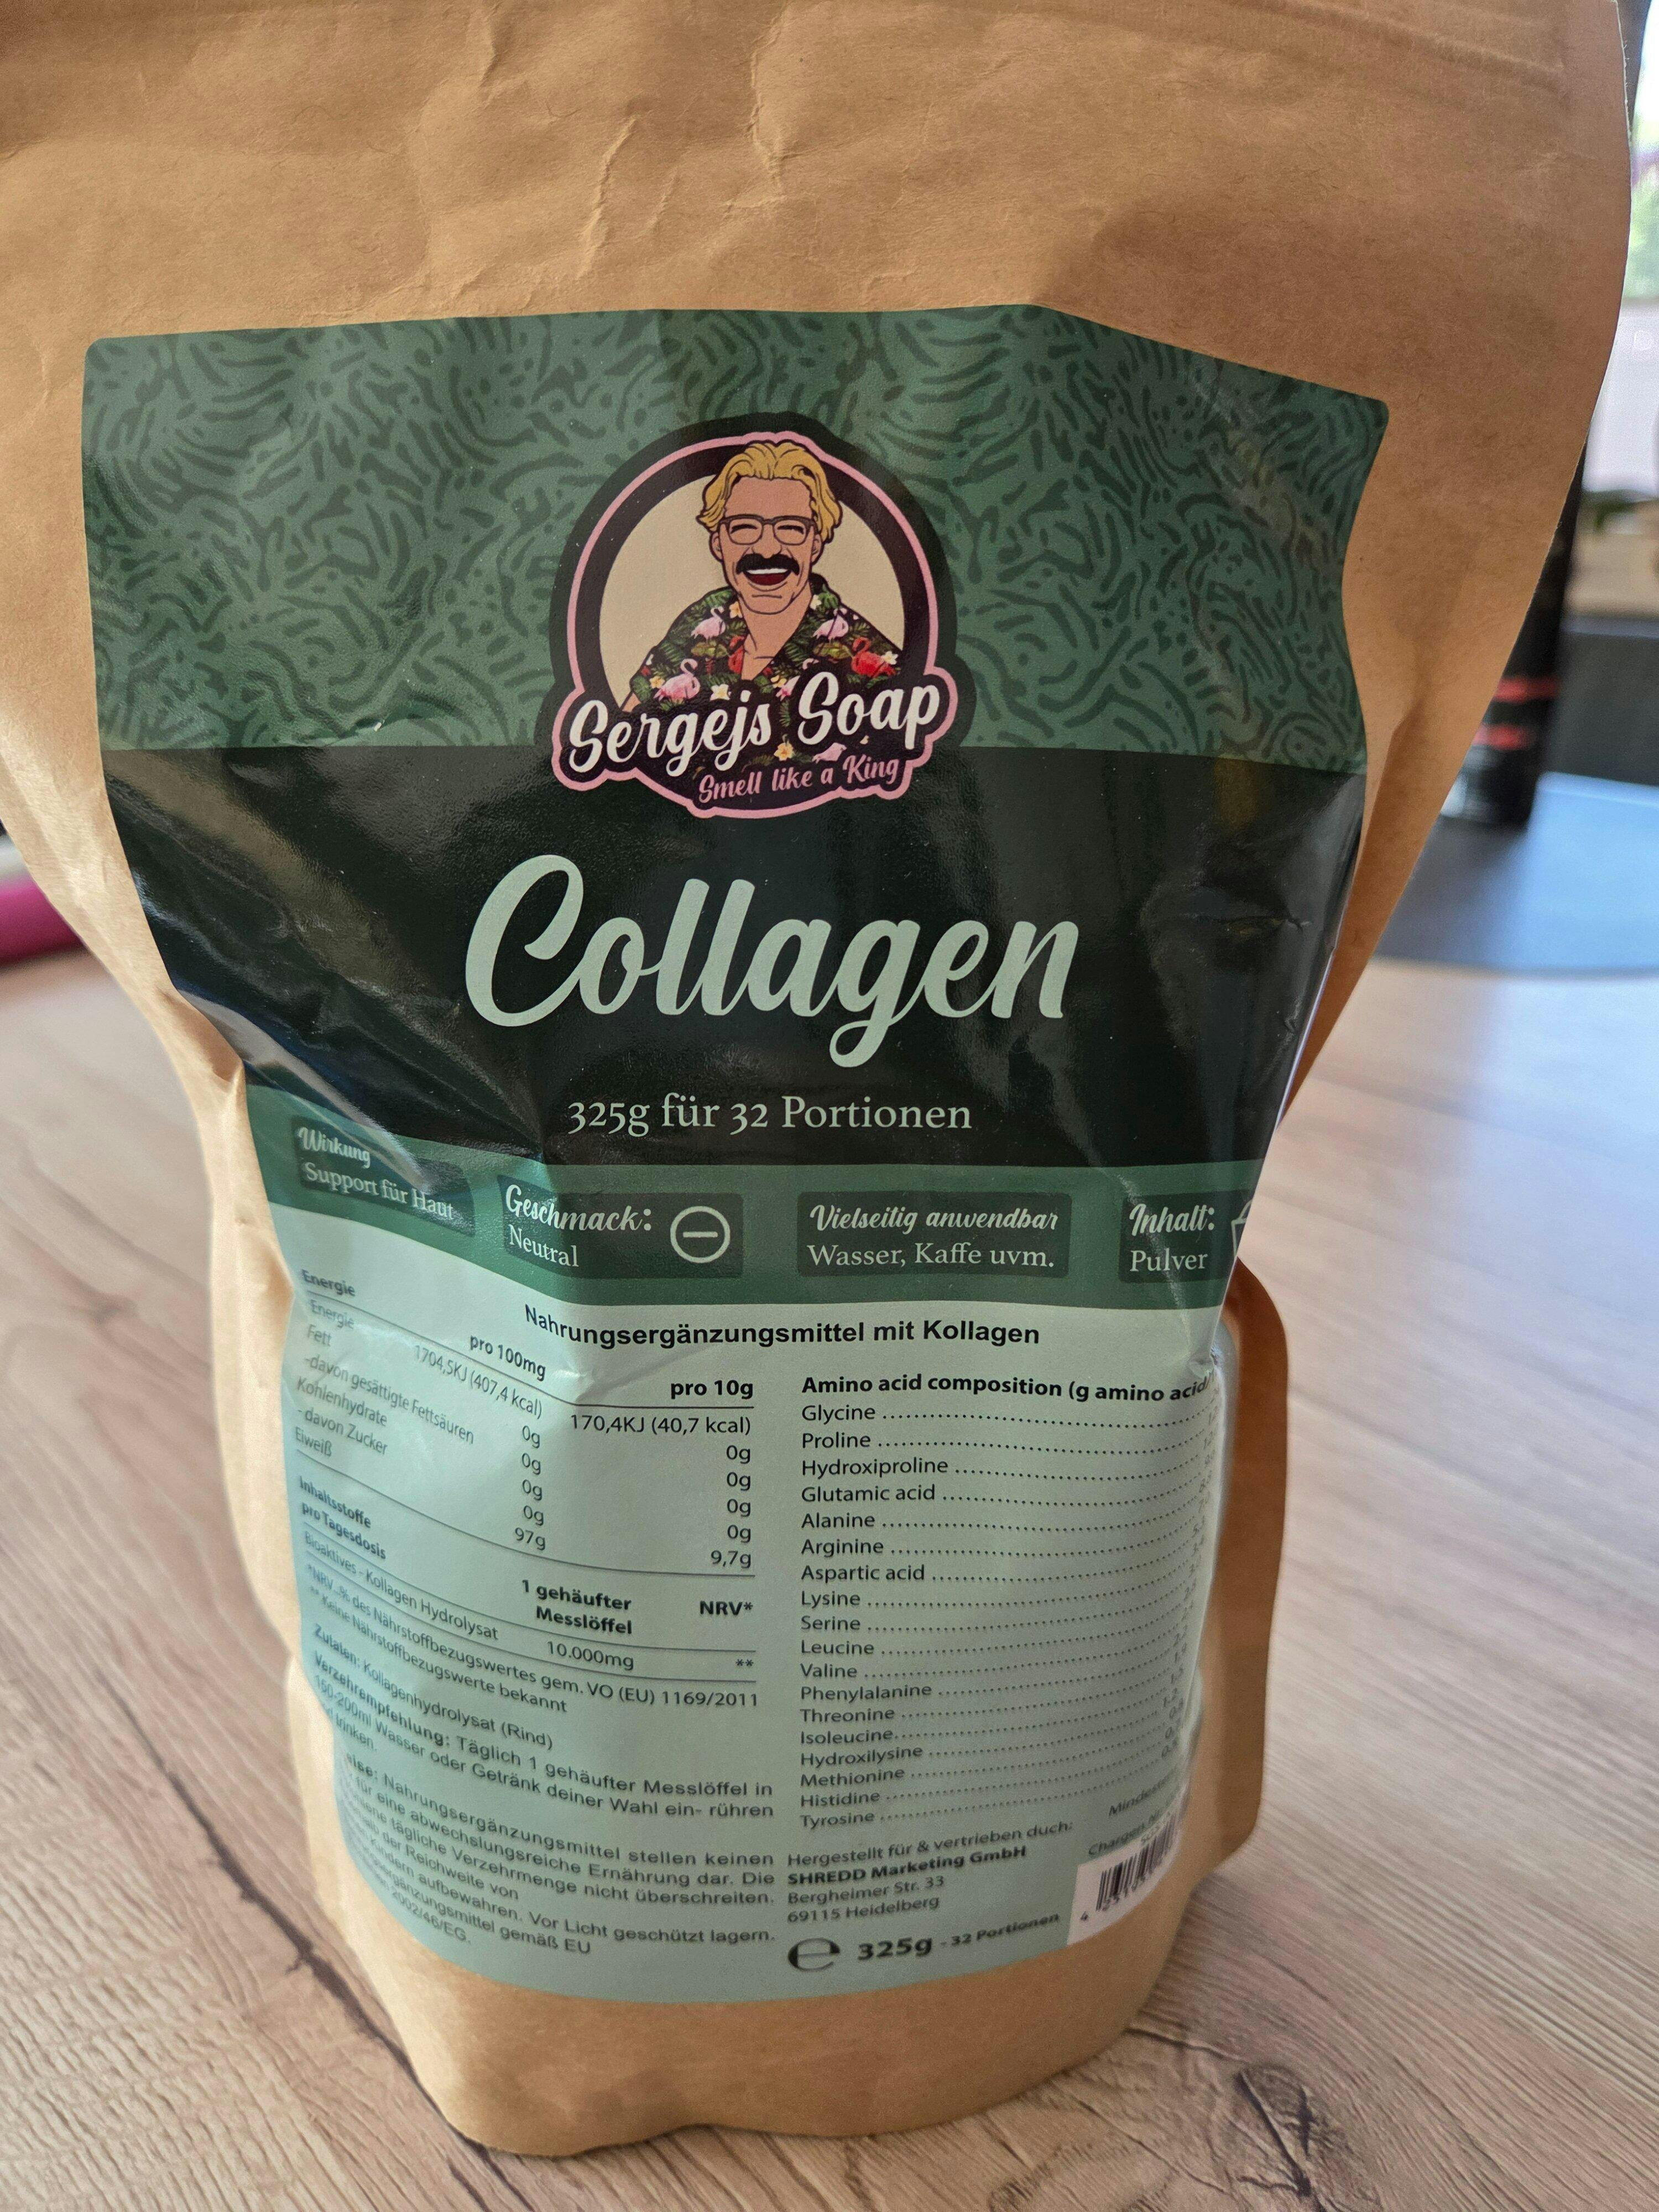 Sergejs Soap
Smell like a King
Collagen
325g für 32 Portionen
Wirkung
Support für Haut
Geschmack:
Neutral
Vielseitig anwendbar
Wasser, Kaffe uvm.
Inhalt:
Pulver
Nahrungsergänzungsmittel mit Kollagen
Energie pro 100mg pro 10g
Energie 1704,5KJ (407,4 kcal) 170,4KJ (40,7 kcal)
Fett 0g 0g
-davon gesättigte Fettsäuren 0g 0g
Kohlenhydrate 0g 0g
- davon Zucker 0g 0g
Eiweiß 97g 9,7g
Inhaltsstoffe
pro Tagesdosis
1 gehäufter
Messlöffel
NRV*
Bioaktives - Kollagen Hydrolysat 10.000mg **
*NRV..% des Nährstoffbezugswertes gem. VO (EU) 1169/2011
** Keine Nährstoffbezugswerte bekannt
Zutaten: Kollagenhydrolysat (Rind)
Verzehrempfehlung: Täglich 1 gehäufter Messlöffel in
150-200ml Wasser oder Getränk deiner Wahl ein- rühren
trinken.
Nahrungsergänzungsmittel stellen keinen
für eine abwechslungsreiche Ernährung dar. Die
tägliche Verzehrmenge nicht überschreiten.
der Reichweite von
Kindern aufbewahren. Vor Licht geschützt lagern.
gemäß EU
2002/46/EG.
Amino acid composition (g amino acid/
Glycine
Proline
Hydroxiproline
Glutamic acid
Alanine
Arginine
Aspartic acid
Lysine
Serine
Leucine
Valine
Phenylalanine
Threonine
Isoleucine
Hydroxilysine
Methionine
Histidine
Tyrosine
Hergestellt für & vertrieben duch:
SHREDD Marketing GmbH
Bergheimer Str. 33
69115 Heidelberg
e 325g - 32 Portionen